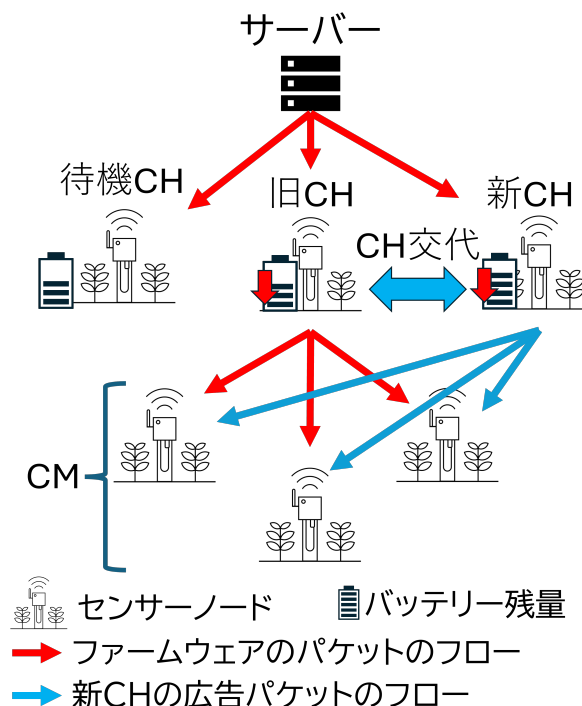 サーバー
待機CH
旧CH
新CH
CH交代
CM
センサーノード
バッテリー残量
ファームウェアのパケットのフロー
新CHの広告パケットのフロー